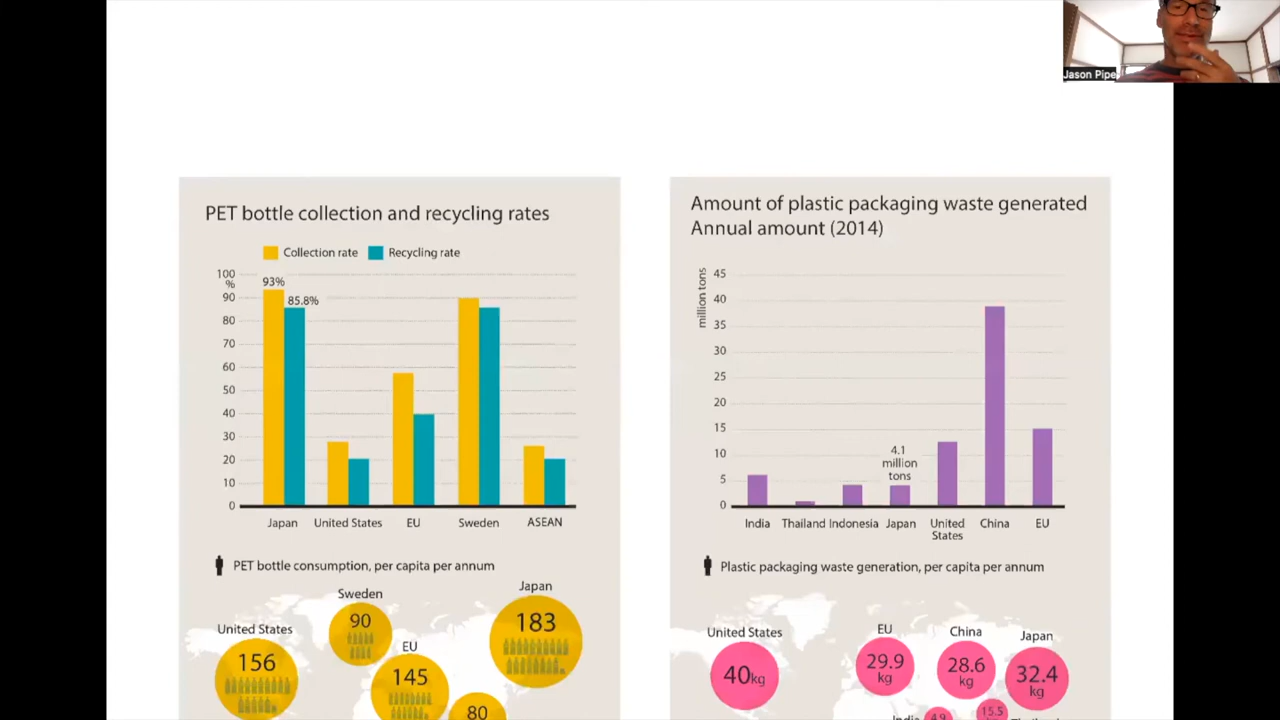 Jason Pipe
PET bottle collection and recycling rates
Collection rate
Recycling rate
100
%
90
80
70
60
50
40
30
20
10
0
93%
85.8%
Japan
United States
EU
Sweden
ASEAN
PET bottle consumption, per capita per annum
Japan
183
Sweden
90
United States
156
EU
145
80
Amount of plastic packaging waste generated
Annual amount (2014)
million tons
45
40
35
30
25
20
15
10
5
0
4.1
million
tons
India
Thailand
Indonesia
Japan
United
States
China
EU
Plastic packaging waste generation, per capita per annum
United States
40kg
EU
29.9
kg
China
28.6
kg
Japan
32.4
kg
India
4.9
15.5
Thailand